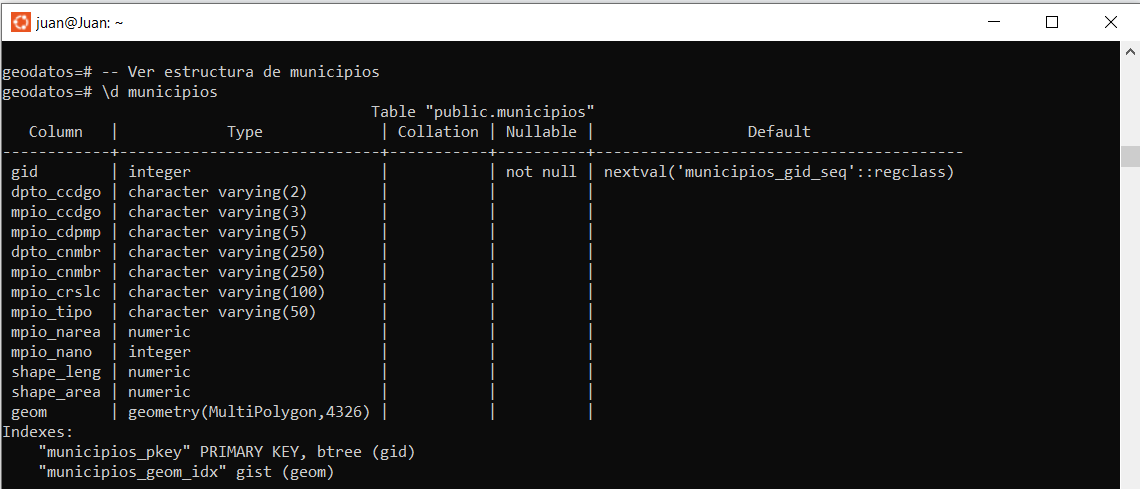 juan@Juan: ~
geodatos=# -- Ver estructura de municipios
geodatos=# \d municipios
                                         Table "public.municipios"
   Column   |            Type             | Collation | Nullable |                 Default
------------+-----------------------------+-----------+----------+-----------------------------------------
 gid        | integer                     |           | not null | nextval('municipios_gid_seq'::regclass)
 dpto_ccdgo | character varying(2)        |           |          |
 mpio_ccdgo | character varying(3)        |           |          |
 mpio_cdpmp | character varying(5)        |           |          |
 dpto_cnmbr | character varying(250)      |           |          |
 mpio_cnmbr | character varying(250)      |           |          |
 mpio_crslc | character varying(100)      |           |          |
 mpio_tipo  | character varying(50)       |           |          |
 mpio_narea | numeric                     |           |          |
 mpio_nano  | integer                     |           |          |
 shape_leng | numeric                     |           |          |
 shape_area | numeric                     |           |          |
 geom       | geometry(MultiPolygon,4326) |           |          |
Indexes:
    "municipios_pkey" PRIMARY KEY, btree (gid)
    "municipios_geom_idx" gist (geom)